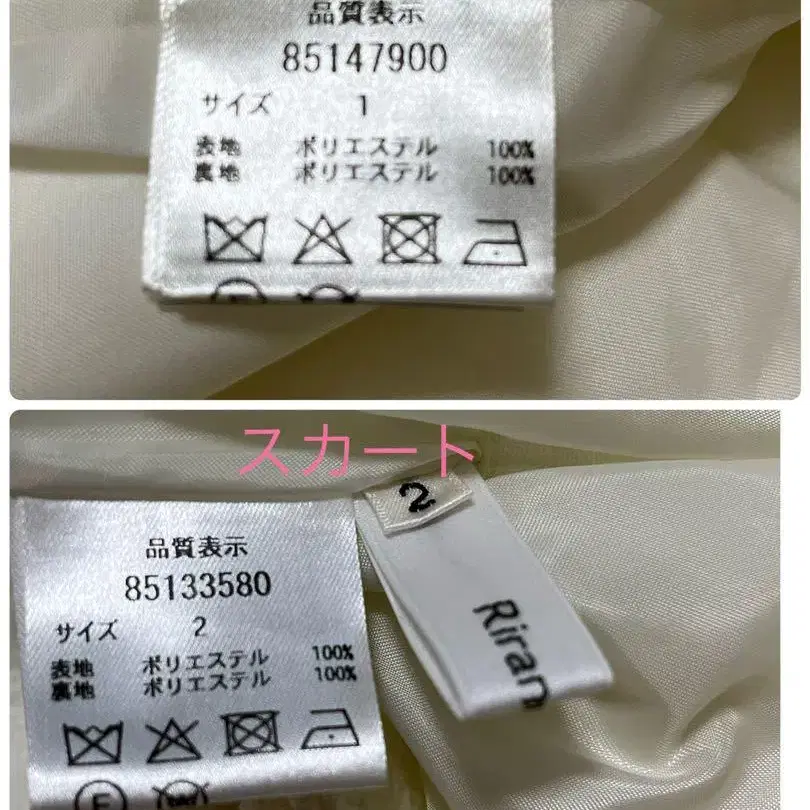 品質表示
85147900
サイズ 1
表地 ポリエステル 100%
裏地 ポリエステル 100%
スカート
2
Riran
品質表示
85133580
サイズ 2
表地 ポリエステル 100%
裏地 ポリエステル 100%